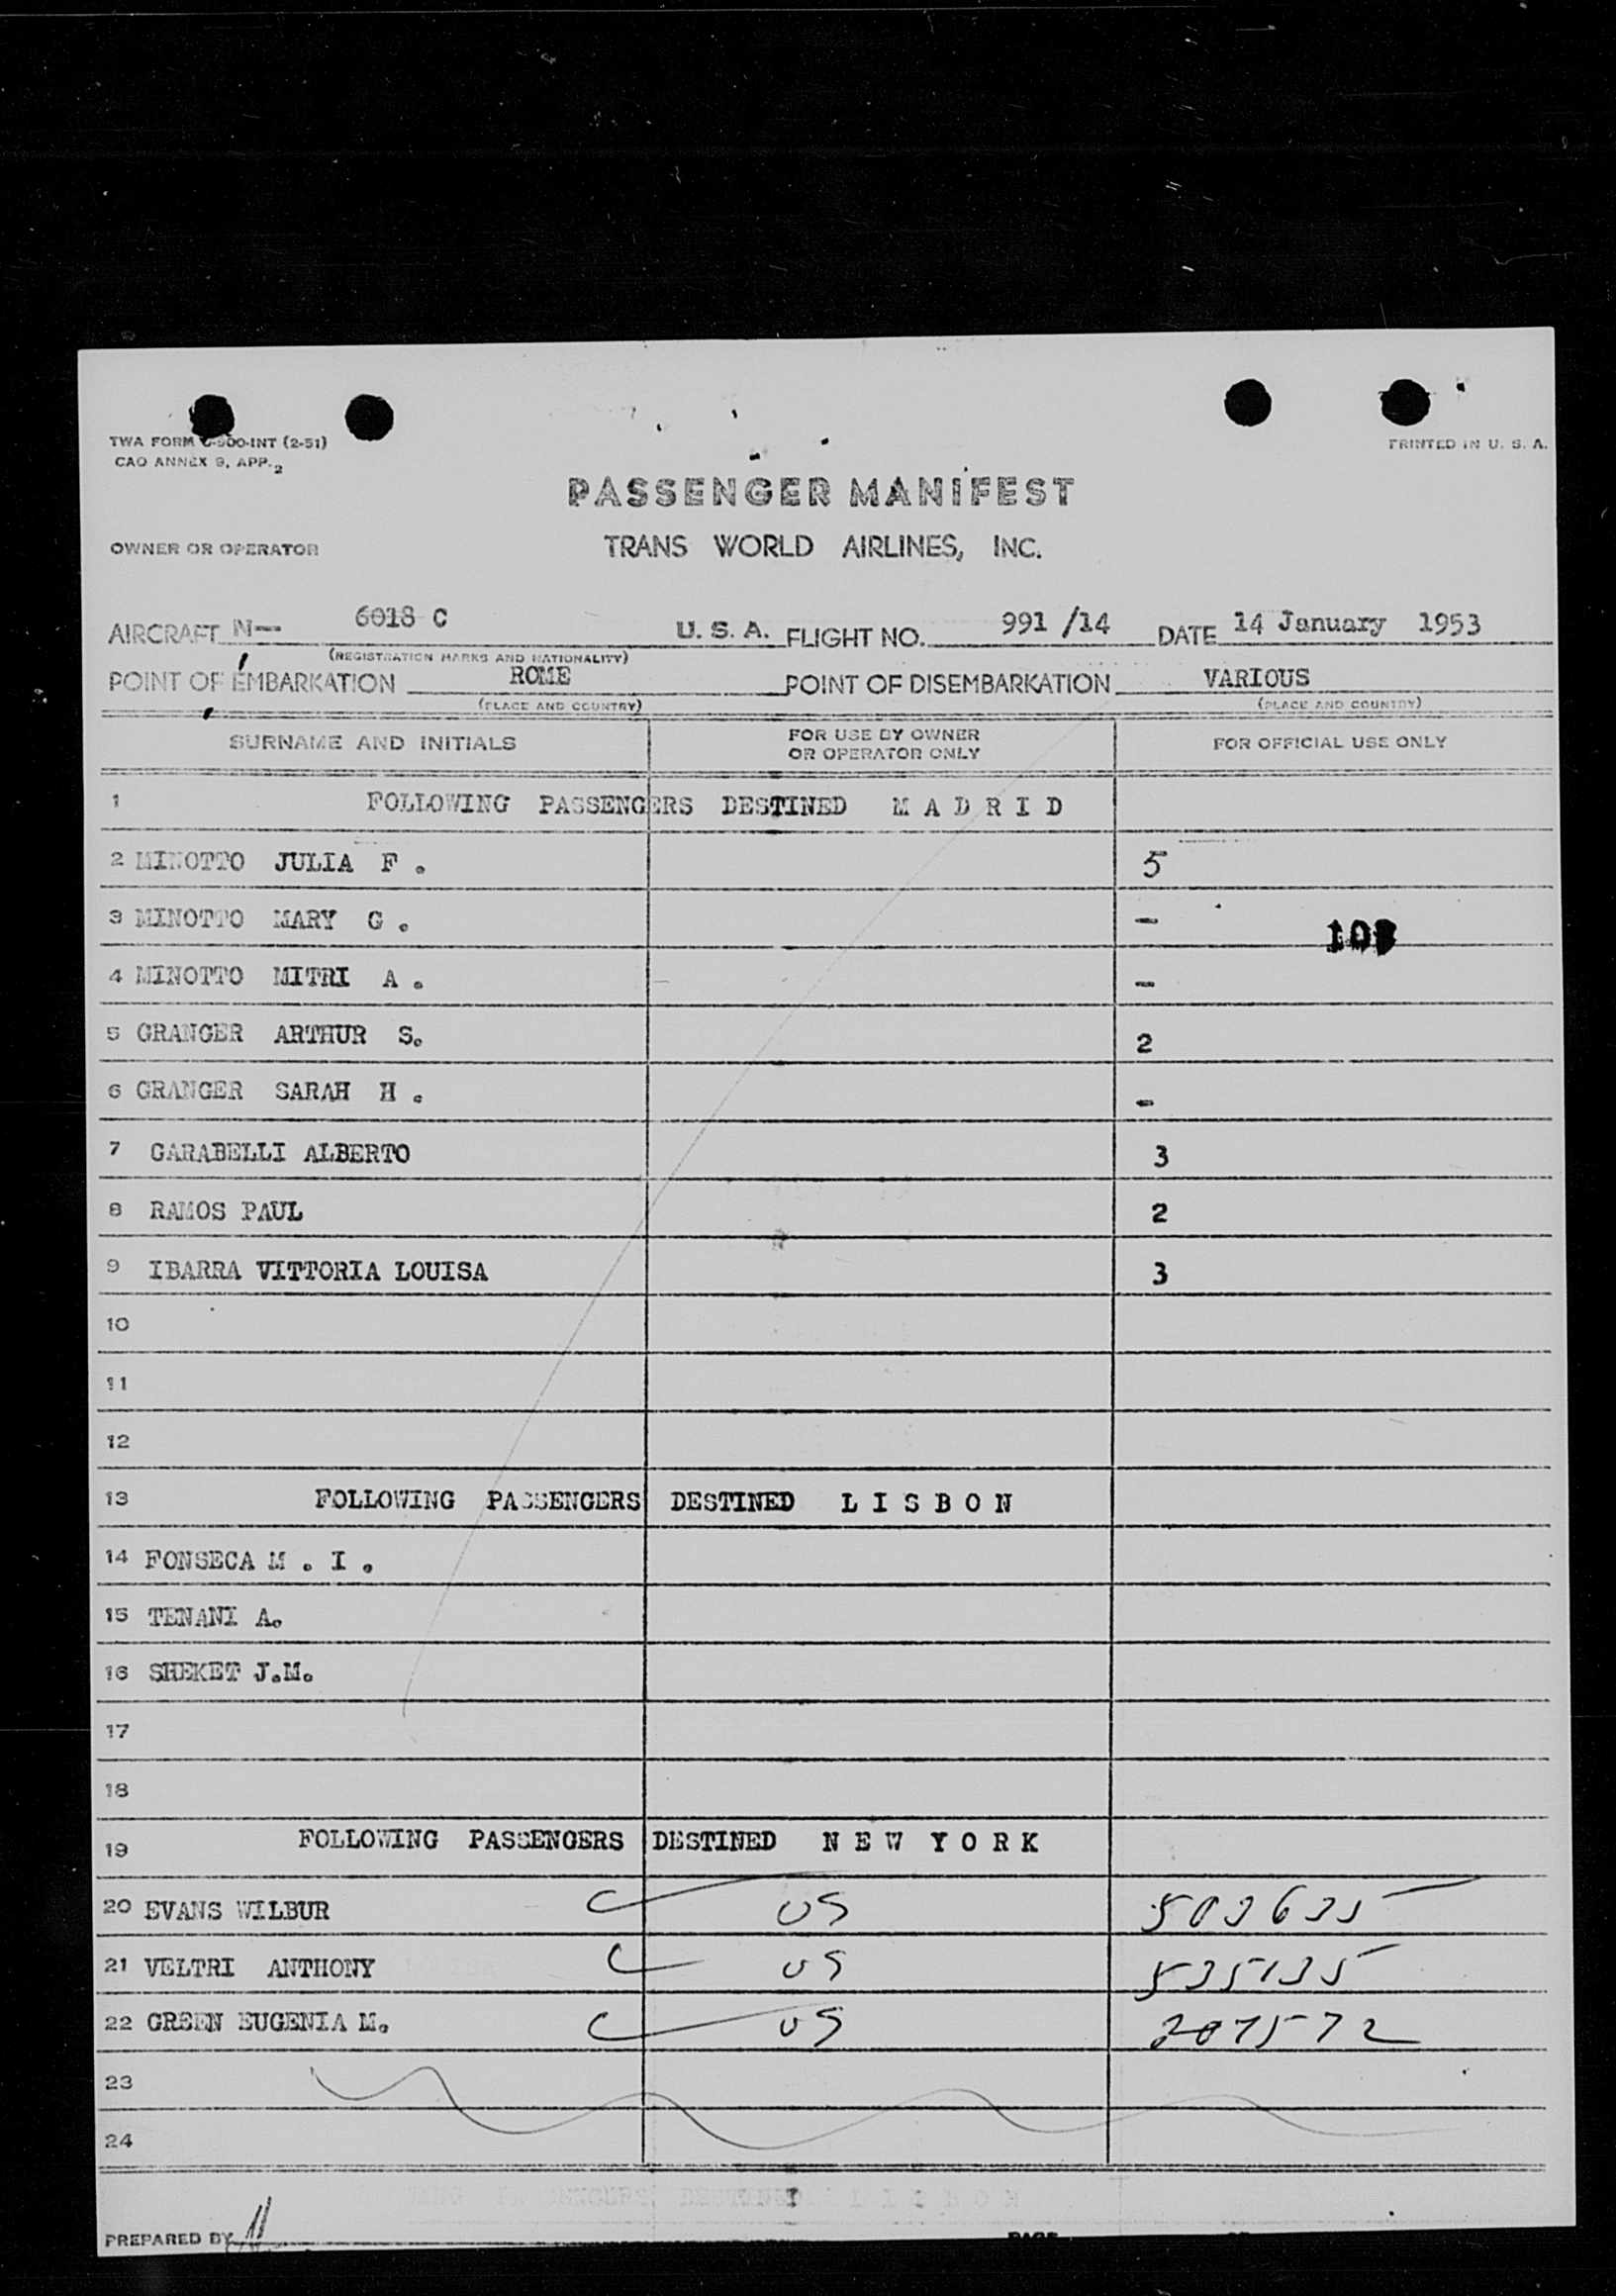 TWA FORM -INT (2-51)
CAO ANNEX 9, APP. 2
PRINTED IN U. S. A.
PASSENGER MANIFEST
OWNER OR OPERATOR TRANS WORLD AIRLINES, INC.
AIRCRAFT N— 6018 C U. S. A. FLIGHT NO. 991 /14 DATE 14 January 1953
(REGISTRATION MARKS AND NATIONALITY)
POINT OF EMBARKATION ROME POINT OF DISEMBARKATION VARIOUS
(PLACE AND COUNTRY) (PLACE AND COUNTRY)
SURNAME AND INITIALS FOR USE BY OWNER OR OPERATOR ONLY FOR OFFICIAL USE ONLY
1 FOLLOWING PASSENGERS DESTINED M A D R I D
2 MINOTTO JULIA F . 5
3 MINOTTO MARY G . -
4 MINOTTO MITRI A . -
5 GRANGER ARTHUR S. 2
6 GRANGER SARAH H . -
7 GARABELLI ALBERTO 3
8 RAMOS PAUL 2
9 IBARRA VITTORIA LOUISA 3
10
11
12
13 FOLLOWING PASSENGERS DESTINED L I S B O N
14 FONSECA M . I .
15 TENANI A.
16 SHEKET J.M.
17
18
19 FOLLOWING PASSENGERS DESTINED N E W Y O R K
20 EVANS WILBUR US
21 VELTRI ANTHONY US 535135
22 GREEN EUGENIA M. US
23
24
PREPARED BY